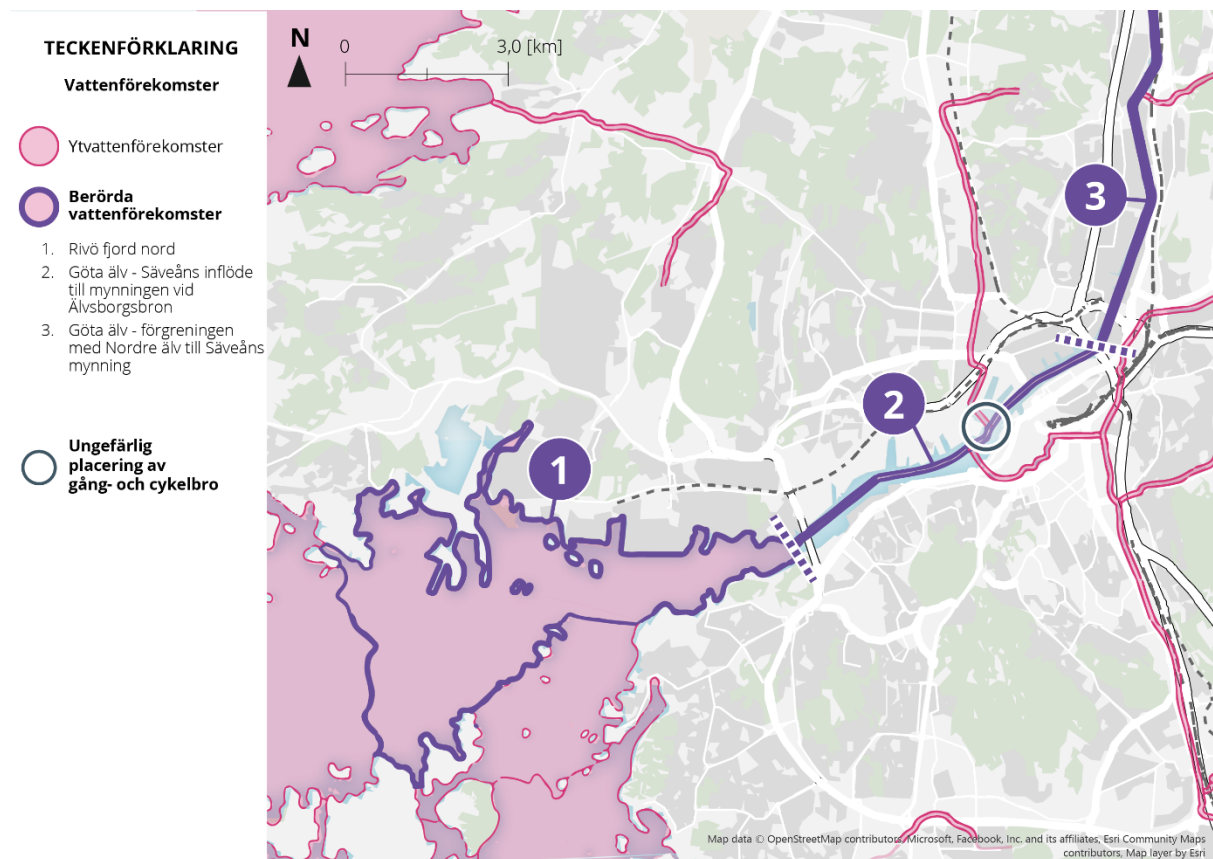 TECKENFÖRKLARING
Vattenförekomster
Ytvattenförekomster
Berörda
vattenförekomster
1. Rivö fjord nord
2. Göta älv - Säveåns inflöde
till mynningen vid
Älvsborgsbron
3. Göta älv - förgreningen
med Nordre älv till Säveåns
mynning
Ungefärlig
placering av
gång- och cykelbro
N
0 3,0 [km]
3
2
1
Map data © OpenStreetMap contributors, Microsoft, Facebook, Inc. and its affiliates, Esri Community Maps
contributors, Map layer by Esri